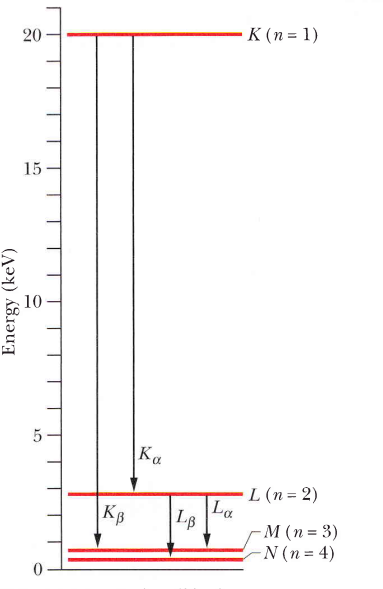 20
K (n = 1)
15
Energy (keV)
10
5
Kα
L (n = 2)
Kβ
Lβ
Lα
M (n = 3)
N (n = 4)
0